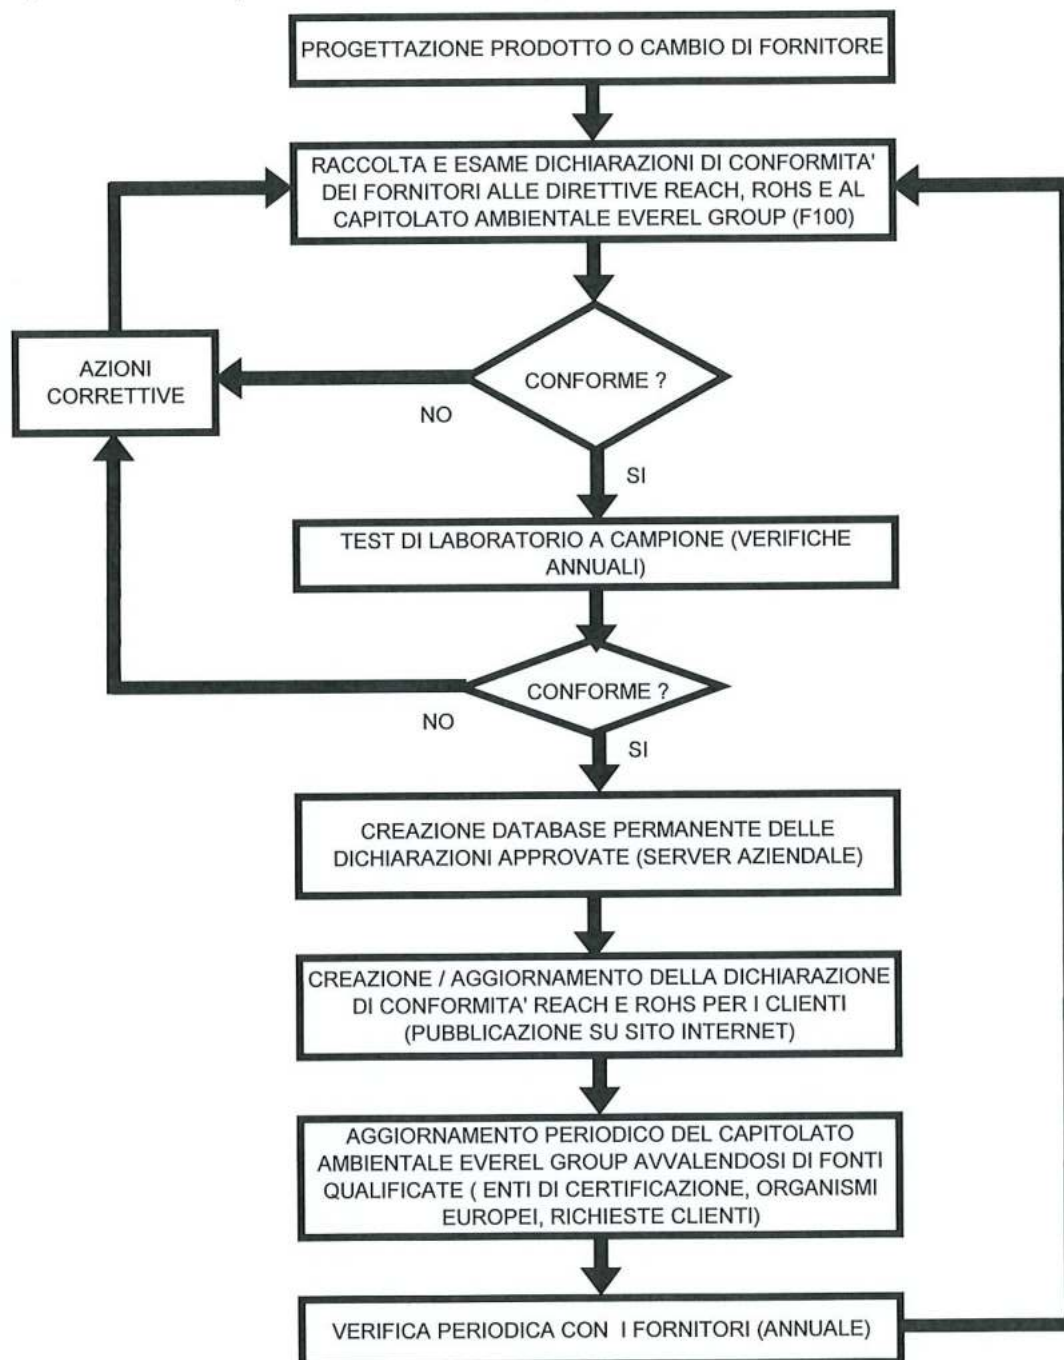 PROGETTAZIONE PRODOTTO O CAMBIO DI FORNITORE
RACCOLTA E ESAME DICHIARAZIONI DI CONFORMITA'
DEI FORNITORI ALLE DIRETTIVE REACH, ROHS E AL
CAPITOLATO AMBIENTALE EVEREL GROUP (F100)
AZIONI
CORRETTIVE
CONFORME ?
NO
SI
TEST DI LABORATORIO A CAMPIONE (VERIFICHE
ANNUALI)
CONFORME ?
NO
SI
CREAZIONE DATABASE PERMANENTE DELLE
DICHIARAZIONI APPROVATE (SERVER AZIENDALE)
CREAZIONE / AGGIORNAMENTO DELLA DICHIARAZIONE
DI CONFORMITA' REACH E ROHS PER I CLIENTI
(PUBBLICAZIONE SU SITO INTERNET)
AGGIORNAMENTO PERIODICO DEL CAPITOLATO
AMBIENTALE EVEREL GROUP AVVALENDOSI DI FONTI
QUALIFICATE ( ENTI DI CERTIFICAZIONE, ORGANISMI
EUROPEI, RICHIESTE CLIENTI)
VERIFICA PERIODICA CON I FORNITORI (ANNUALE)